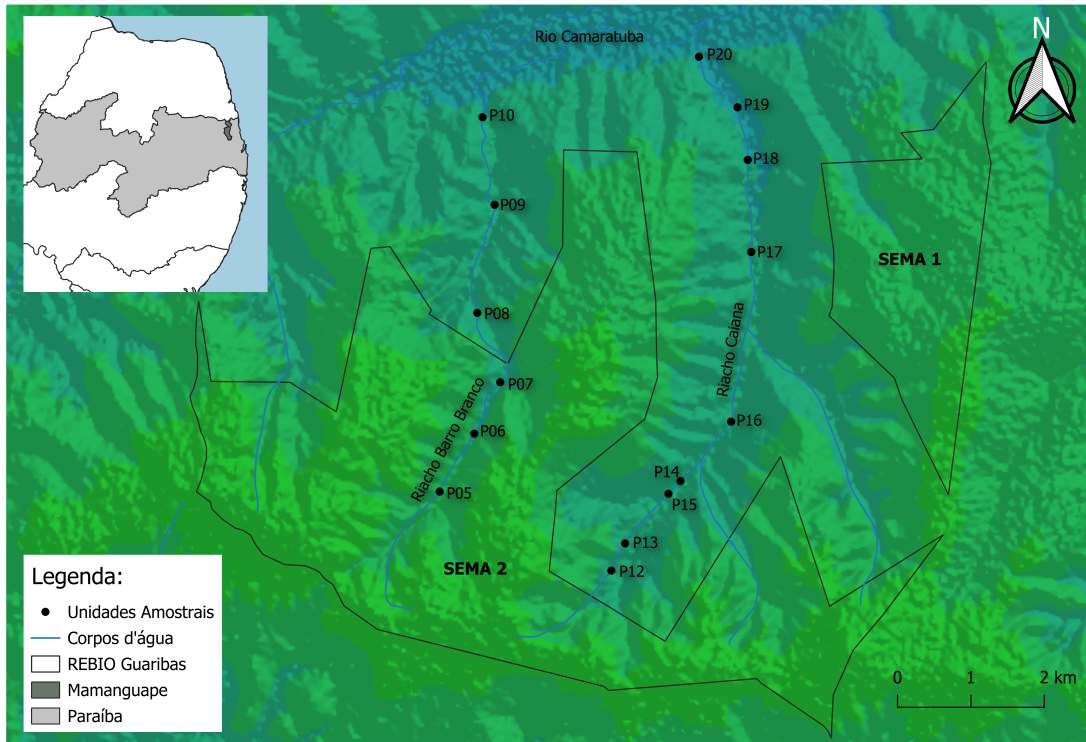 Rio Camaratuba
N
P20
P19
P10
P18
P09
P17
SEMA 1
P08
Riacho Caiana
P07
Riacho Barro Branco
P16
P06
P14
P05
P15
P13
SEMA 2
P12
Legenda:
Unidades Amostrais
Corpos d'água
REBIO Guaribas
Mamanguape
Paraíba
0 1 2 km